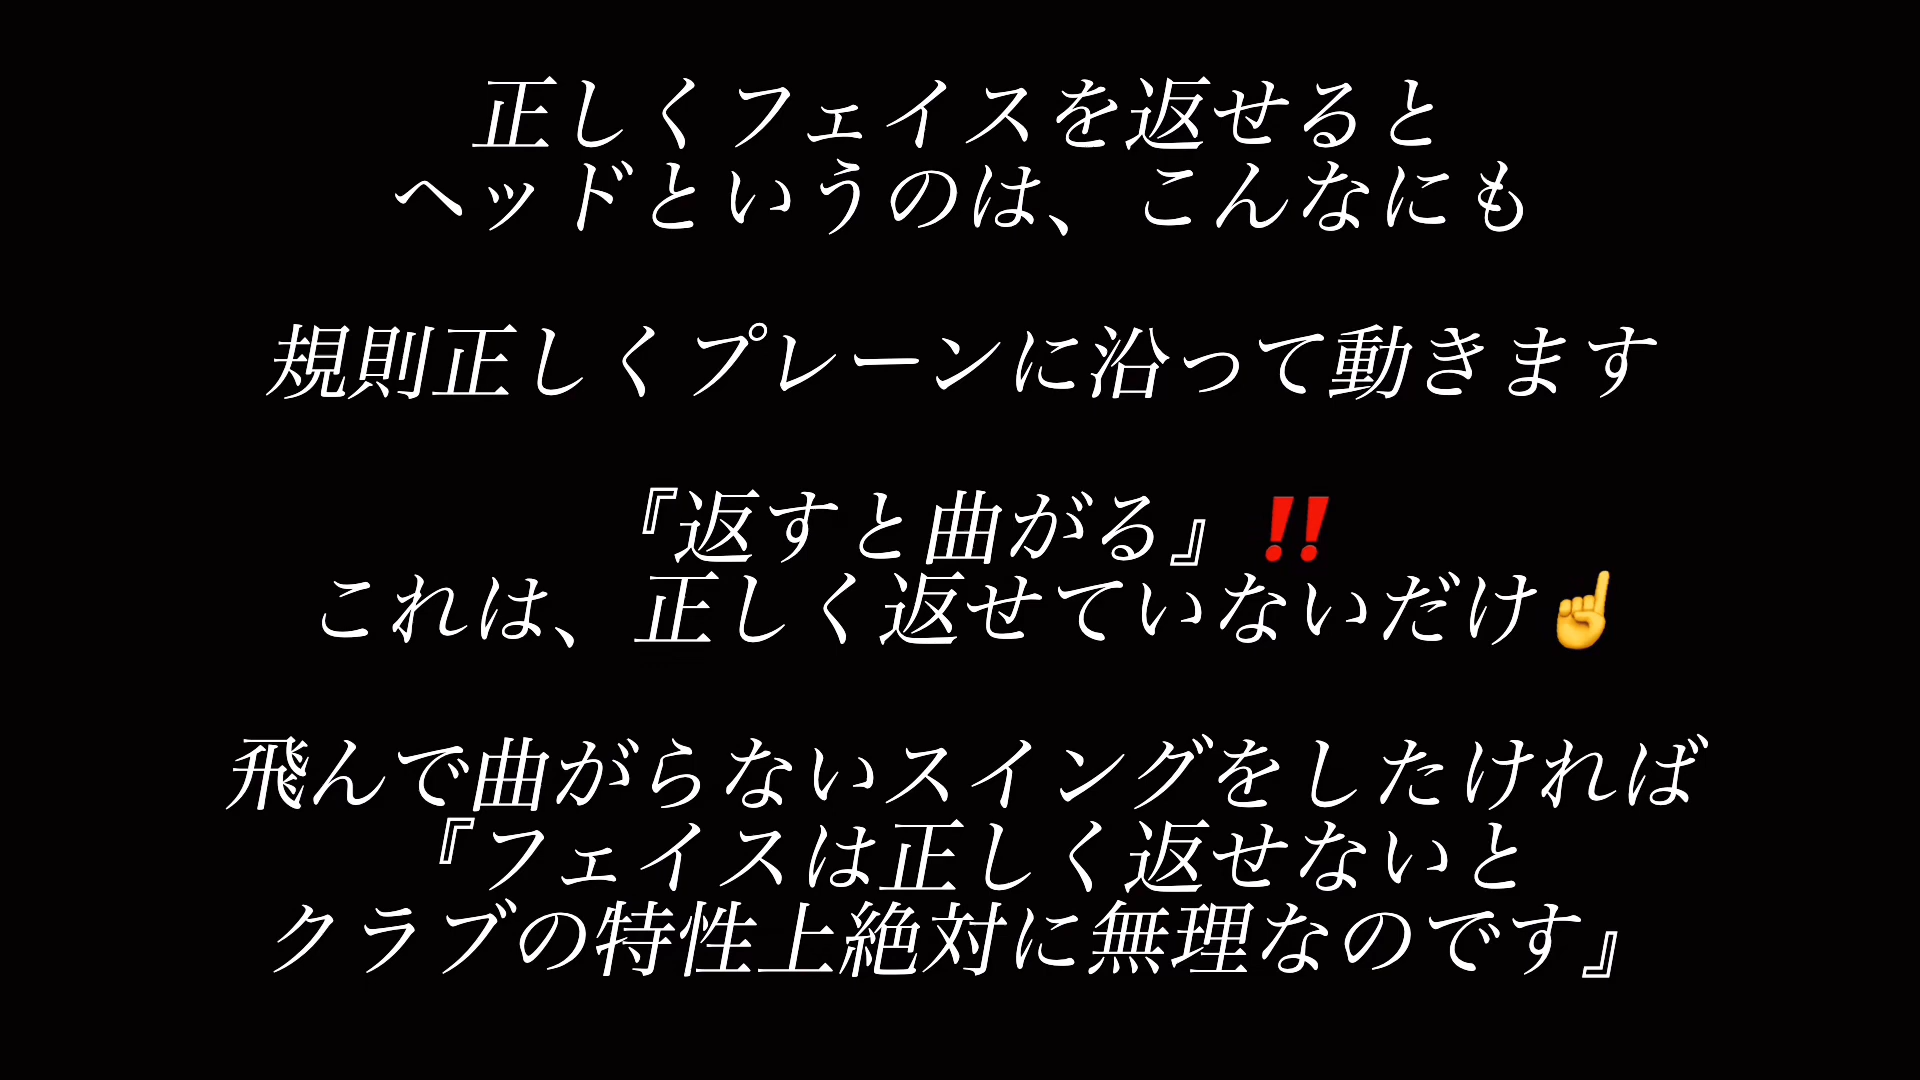 正しくフェイスを返せると
ヘッドというのは、こんなにも
規則正しくプレーンに沿って動きます
『返すと曲がる』‼️
これは、正しく返せていないだけ☝️
飛んで曲がらないスイングをしたければ
『フェイスは正しく返せないと
クラブの特性上絶対に無理なのです』